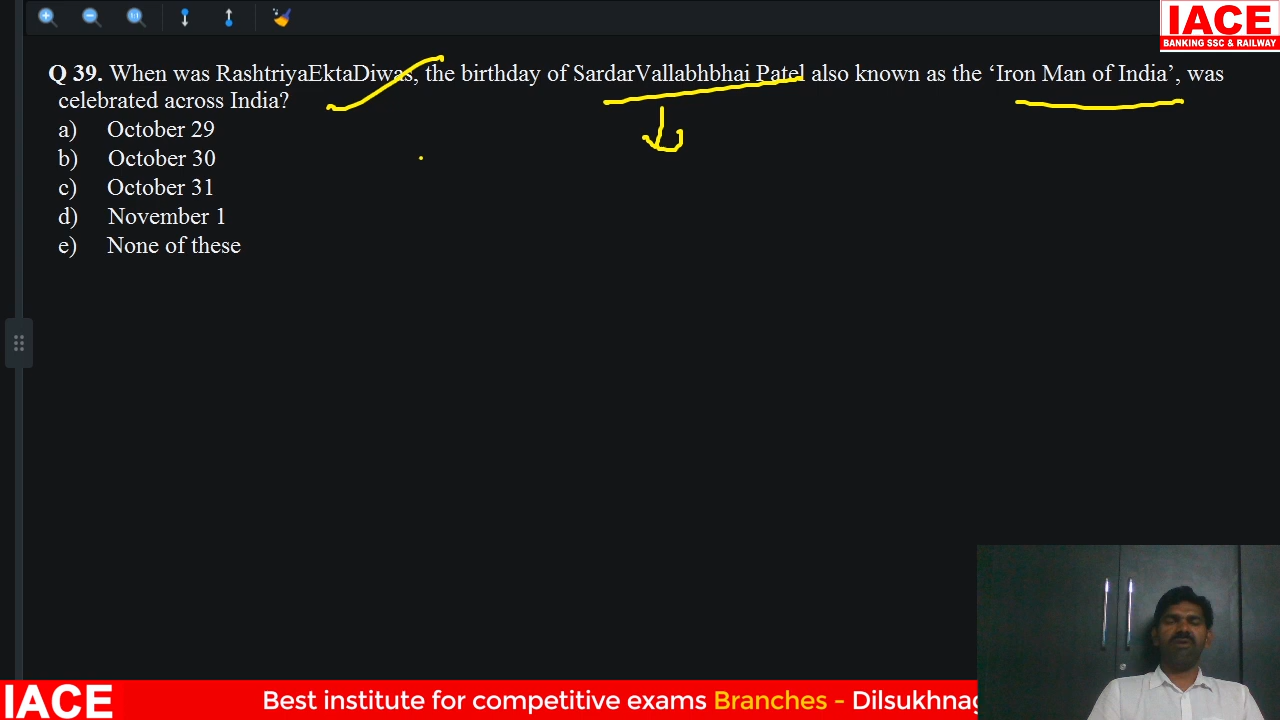 IACE
BANKING SSC & RAILWAY
Q 39. When was RashtriyaEktaDiwas, the birthday of SardarVallabhbhai Patel also known as the ‘Iron Man of India’, was
celebrated across India?
a) October 29
b) October 30
c) October 31
d) November 1
e) None of these
IACE
Best institute for competitive exams Branches - Dilsukhnag